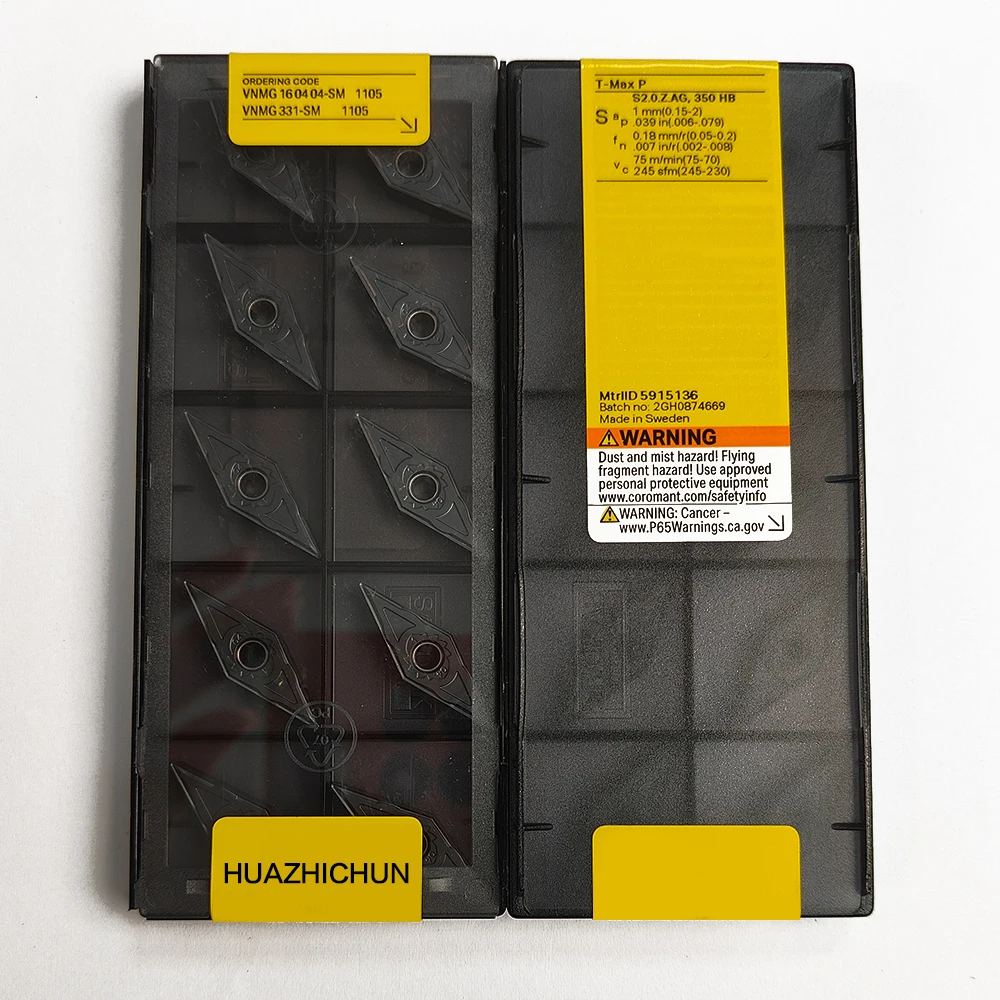 ORDERING CODE
VNMG 16 04 04-SM 1105
VNMG 331-SM 1105
HUAZHICHUN
T-Max P
S2.0.Z.AG, 350 HB
S ap 1 mm(0.15-2)
.039 in(.006-.079)
fn 0.18 mm/r(0.05-0.2)
.007 in/r(.002-.008)
vc 75 m/min(75-70)
245 sfm(245-230)
MtrlID 5915136
Batch no: 2GH0874669
Made in Sweden
WARNING
Dust and mist hazard! Flying
fragment hazard! Use approved
personal protective equipment
www.coromant.com/safetyinfo
WARNING: Cancer –
www.P65Warnings.ca.gov